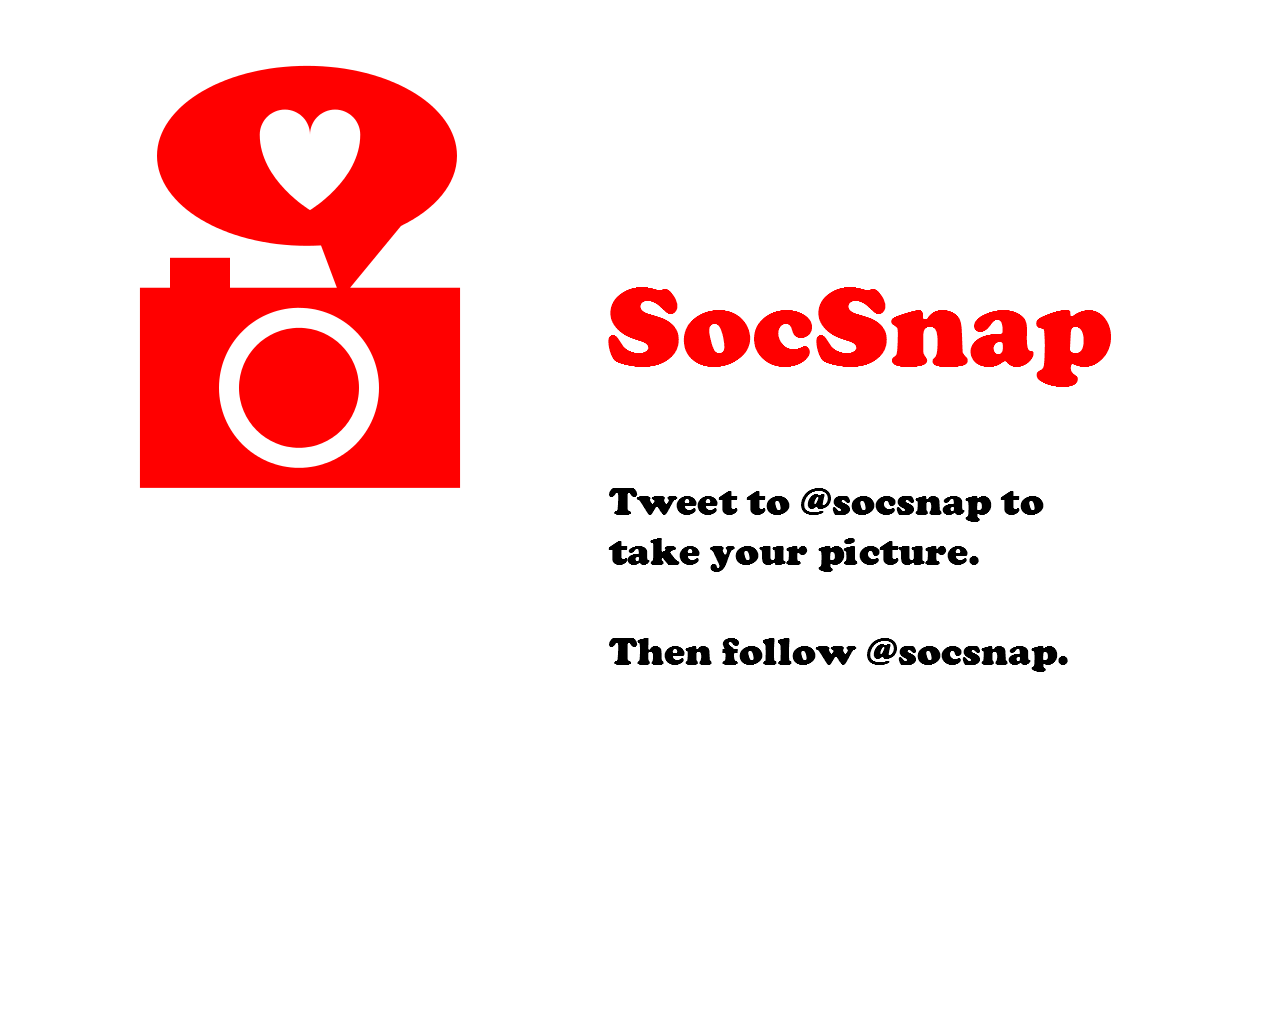 SocSnap
Tweet to @socsnap to
take your picture.
Then follow @socsnap.